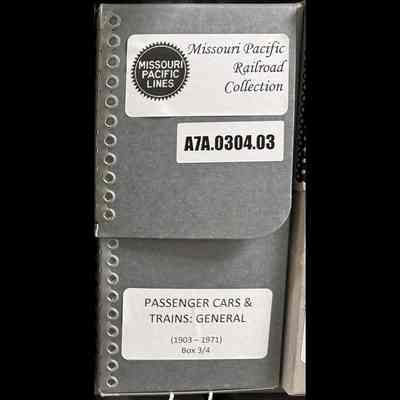 MISSOURI
PACIFIC
LINES
Missouri Pacific
Railroad
Collection
A7A.0304.03
PASSENGER CARS &
TRAINS: GENERAL
(1903 – 1971)
Box 3/4